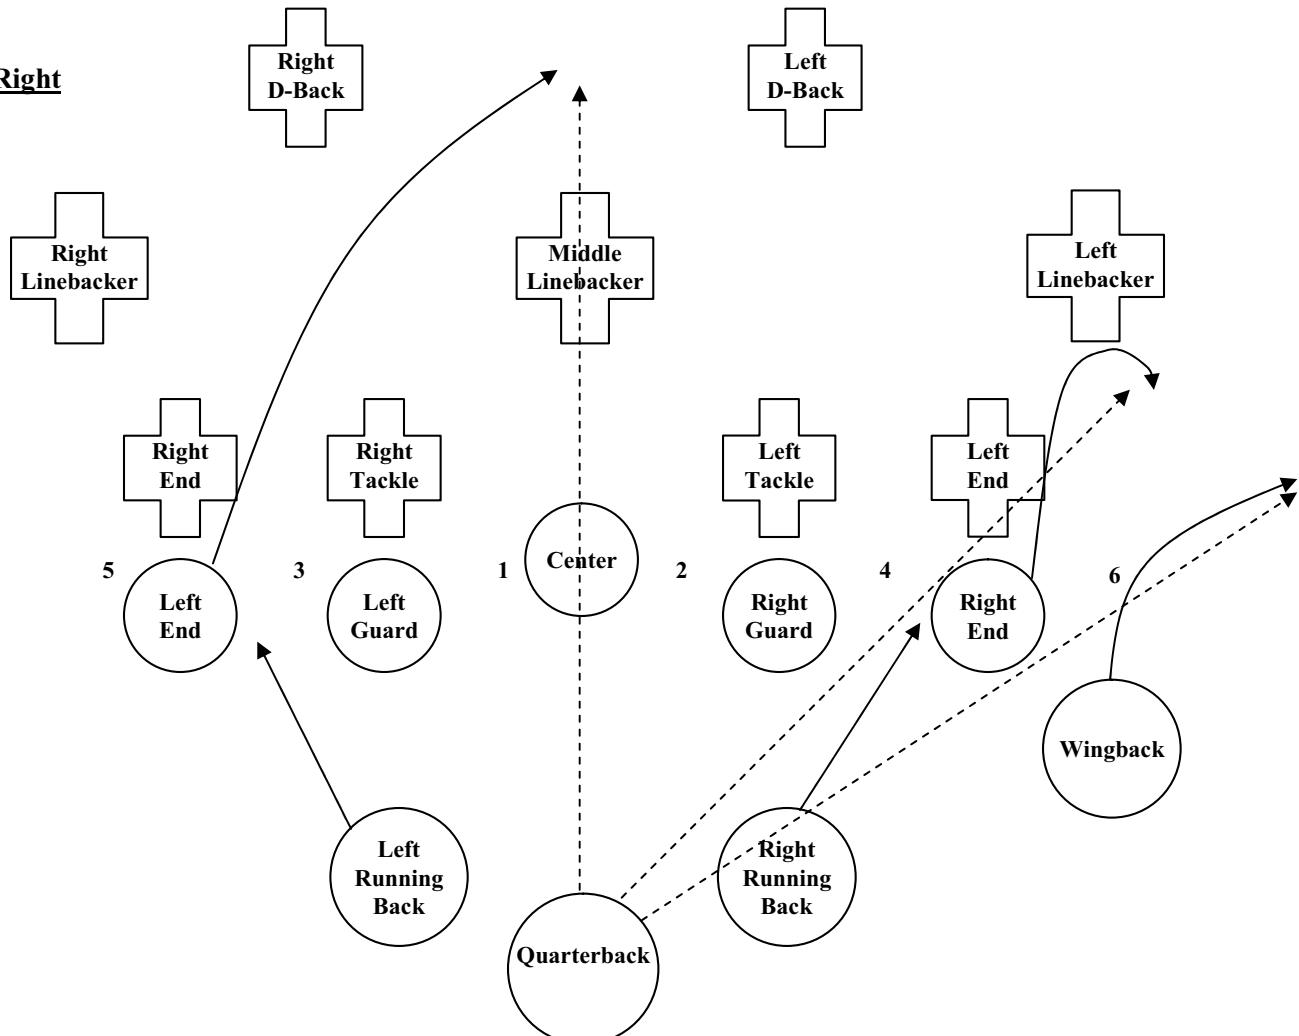 Right
Right
D-Back
Left
D-Back
Right
Linebacker
Middle
Linebacker
Left
Linebacker
Right
End
Right
Tackle
Left
Tackle
Left
End
5
3
1
Center
2
4
6
Left
End
Left
Guard
Right
Guard
Right
End
Wingback
Left
Running
Back
Right
Running
Back
Quarterback